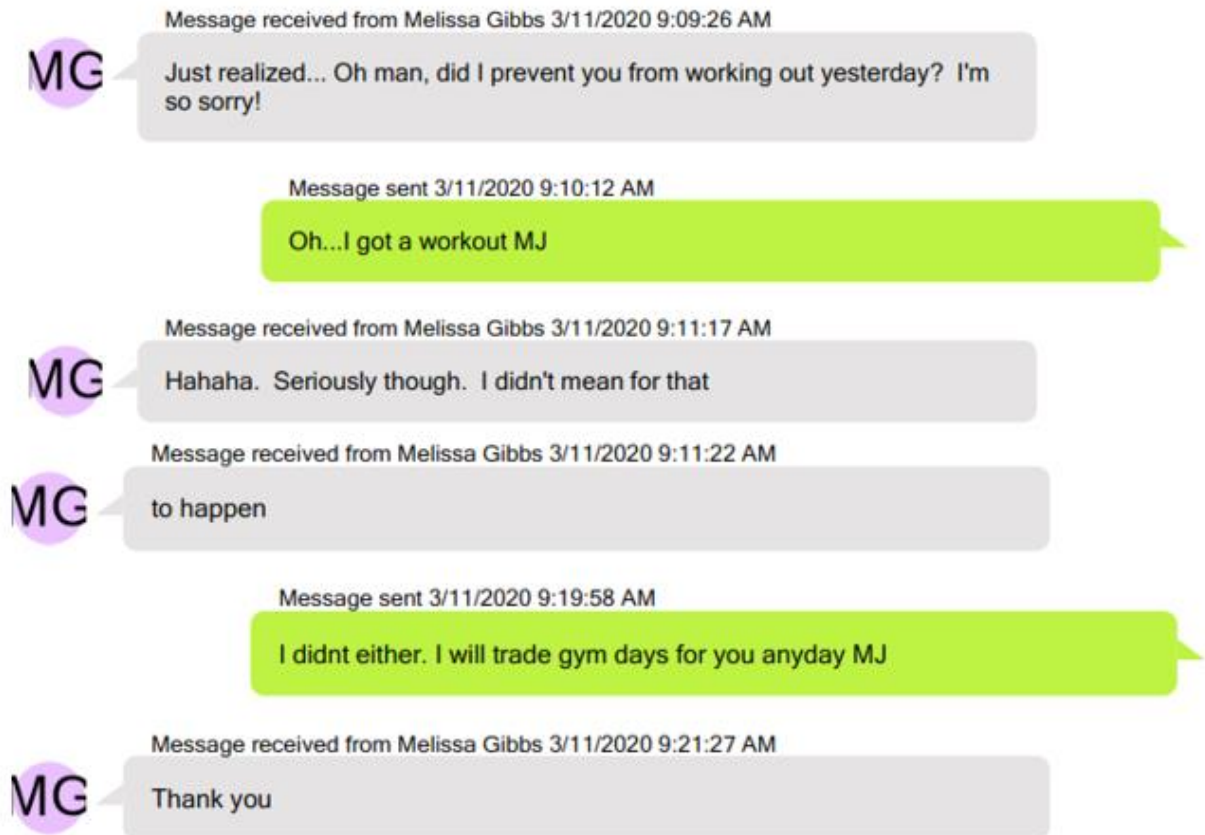 Message received from Melissa Gibbs 3/11/2020 9:09:26 AM
MG
Just realized... Oh man, did I prevent you from working out yesterday?  I'm
so sorry!
Message sent 3/11/2020 9:10:12 AM
Oh...I got a workout MJ
Message received from Melissa Gibbs 3/11/2020 9:11:17 AM
MG
Hahaha.  Seriously though.  I didn't mean for that
Message received from Melissa Gibbs 3/11/2020 9:11:22 AM
MG
to happen
Message sent 3/11/2020 9:19:58 AM
I didnt either. I will trade gym days for you anyday MJ
Message received from Melissa Gibbs 3/11/2020 9:21:27 AM
MG
Thank you